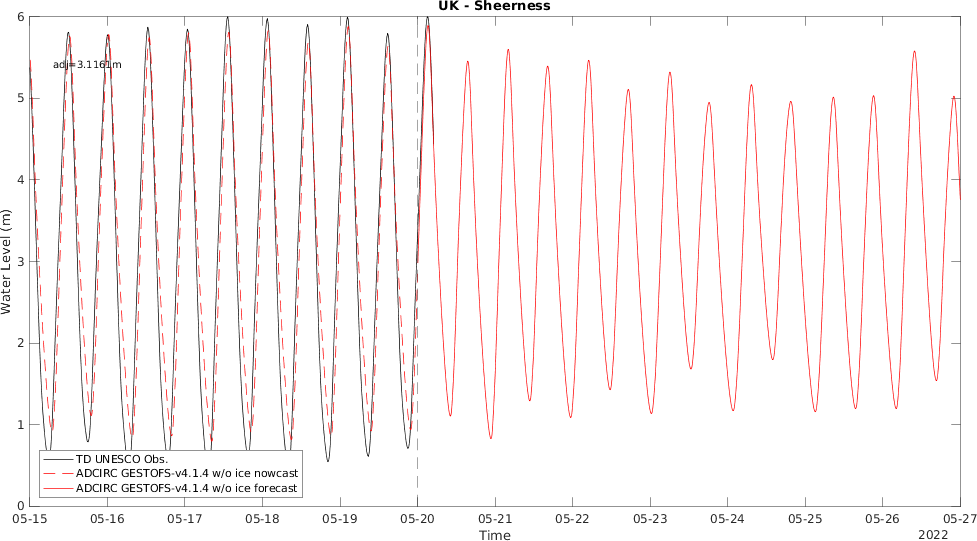 UK - Sheerness
6
5
4
3
2
1
0
Water Level (m)
adj=3.1161m
TD UNESCO Obs.
ADCIRC GESTOFS-v4.1.4 w/o ice nowcast
ADCIRC GESTOFS-v4.1.4 w/o ice forecast
05-15 05-16 05-17 05-18 05-19 05-20 05-21 05-22 05-23 05-24 05-25 05-26 05-27
Time
2022